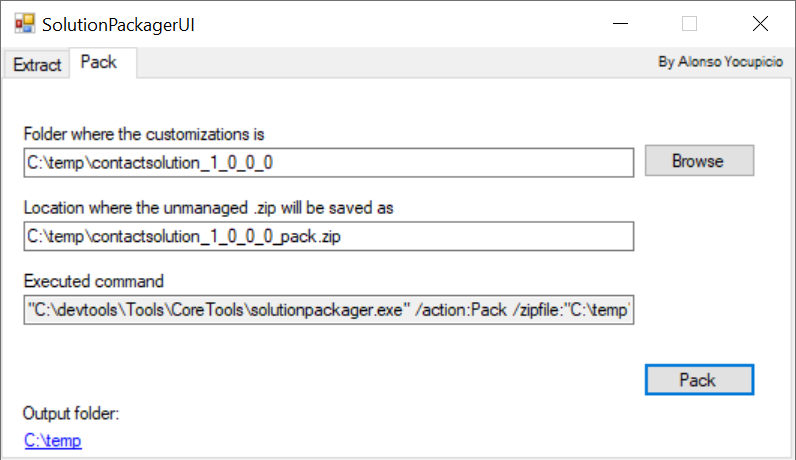 SolutionPackagerUI
Extract Pack By Alonso Yocupicio
Folder where the customizations is
C:\temp\contactsolution_1_0_0_0 Browse
Location where the unmanaged .zip will be saved as
C:\temp\contactsolution_1_0_0_0_pack.zip
Executed command
"C:\devtools\Tools\CoreTools\solutionpackager.exe" /action:Pack /zipfile:"C:\temp\
Pack
Output folder:
C:\temp